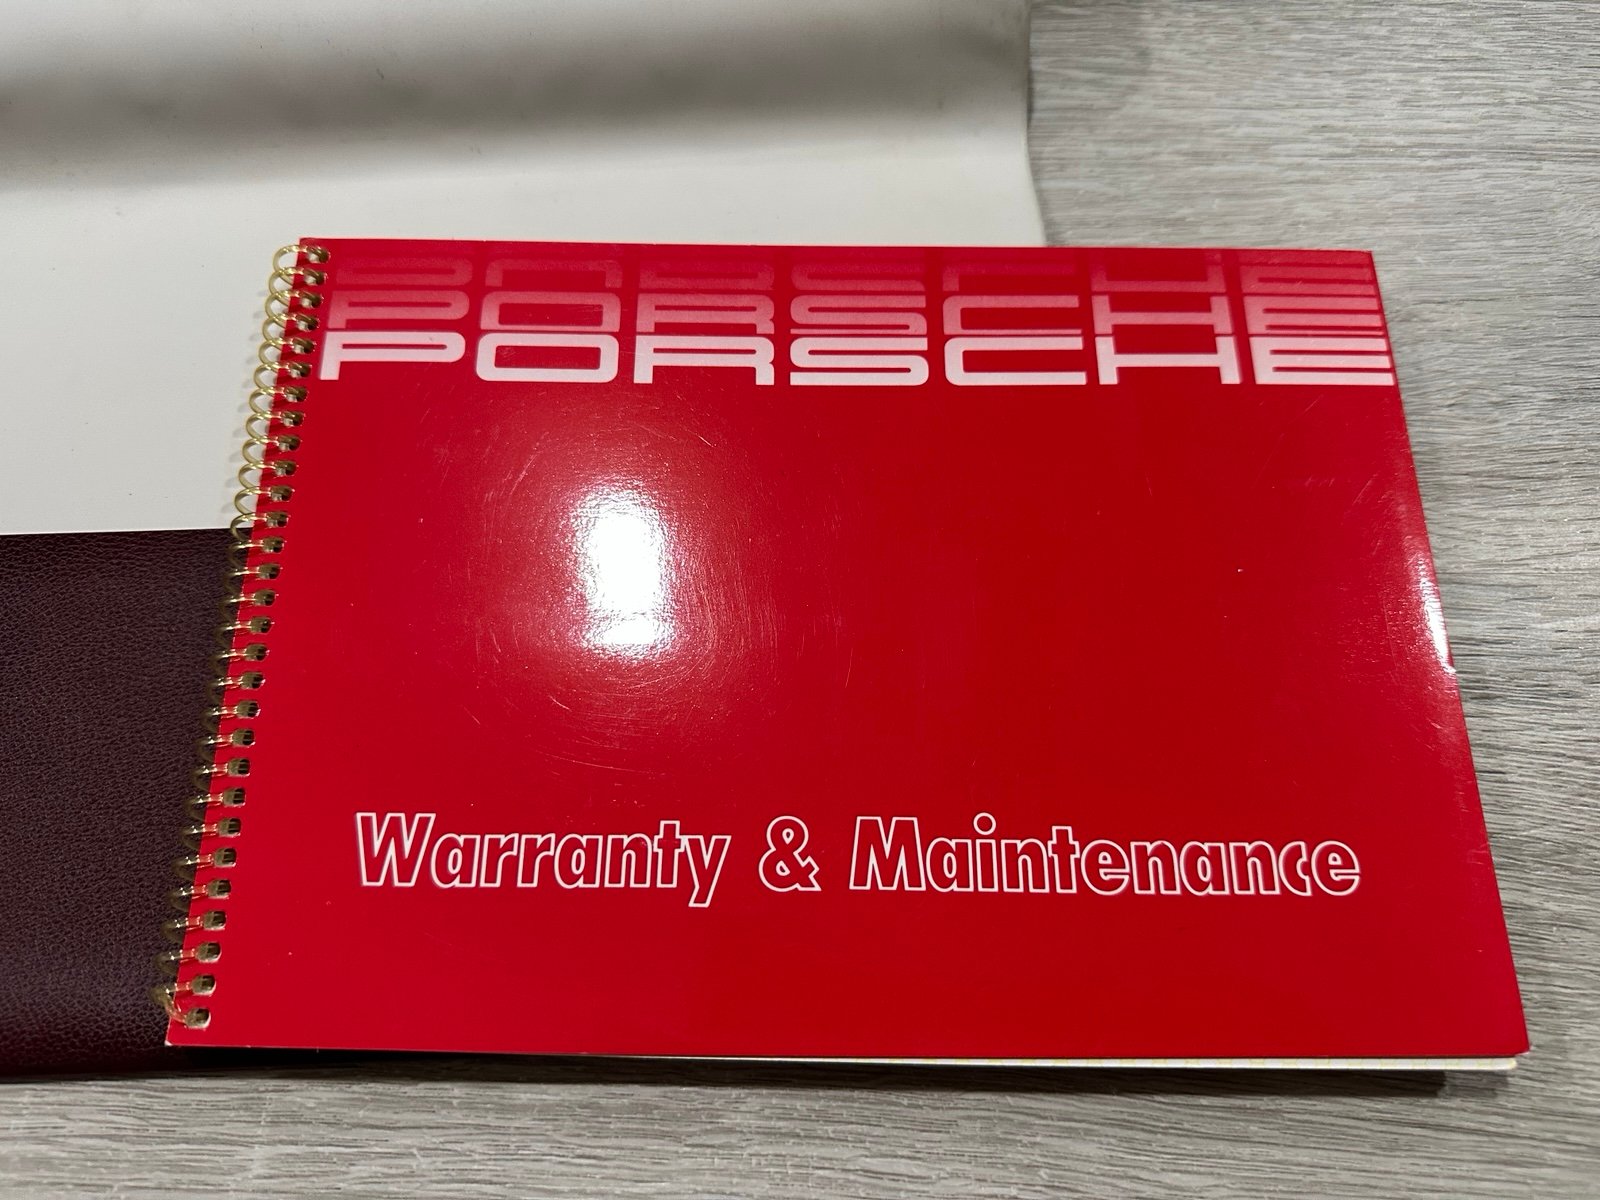 PORSCHE
PORSCHE
PORSCHE
Warranty & Maintenance